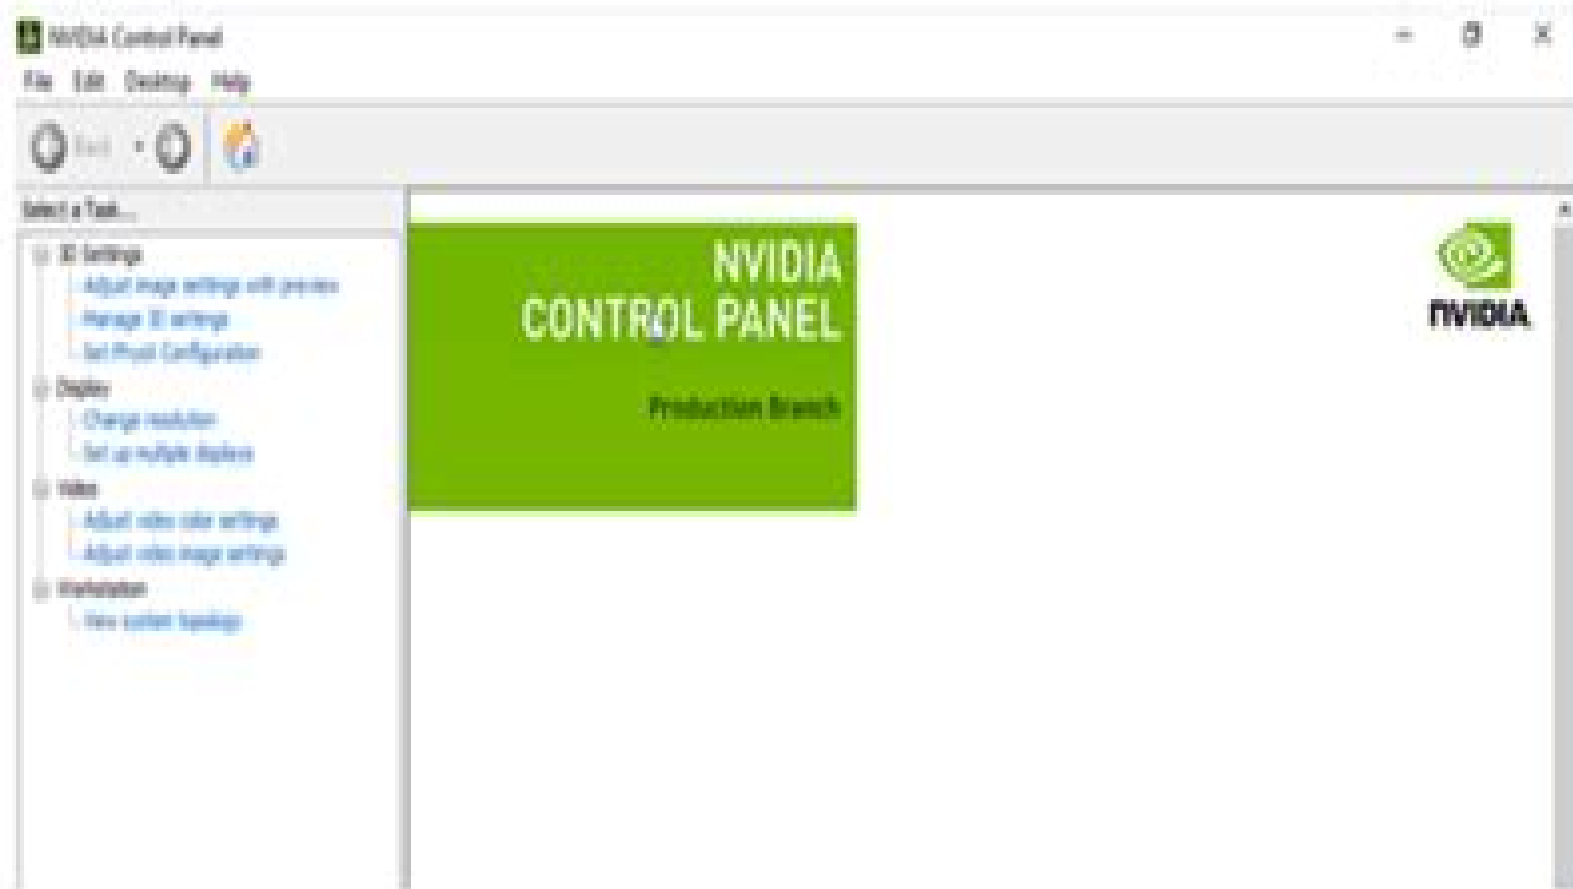 NVIDIA Control Panel
File Edit Desktop Help
Back
Select a Task...
3D Settings
Adjust image settings with preview
Manage 3D settings
Set PhysX Configuration
Display
Change resolution
Set up multiple displays
Video
Adjust video color settings
Adjust video image settings
Workstation
View system topology
NVIDIA
CONTROL PANEL
Production Branch
NVIDIA